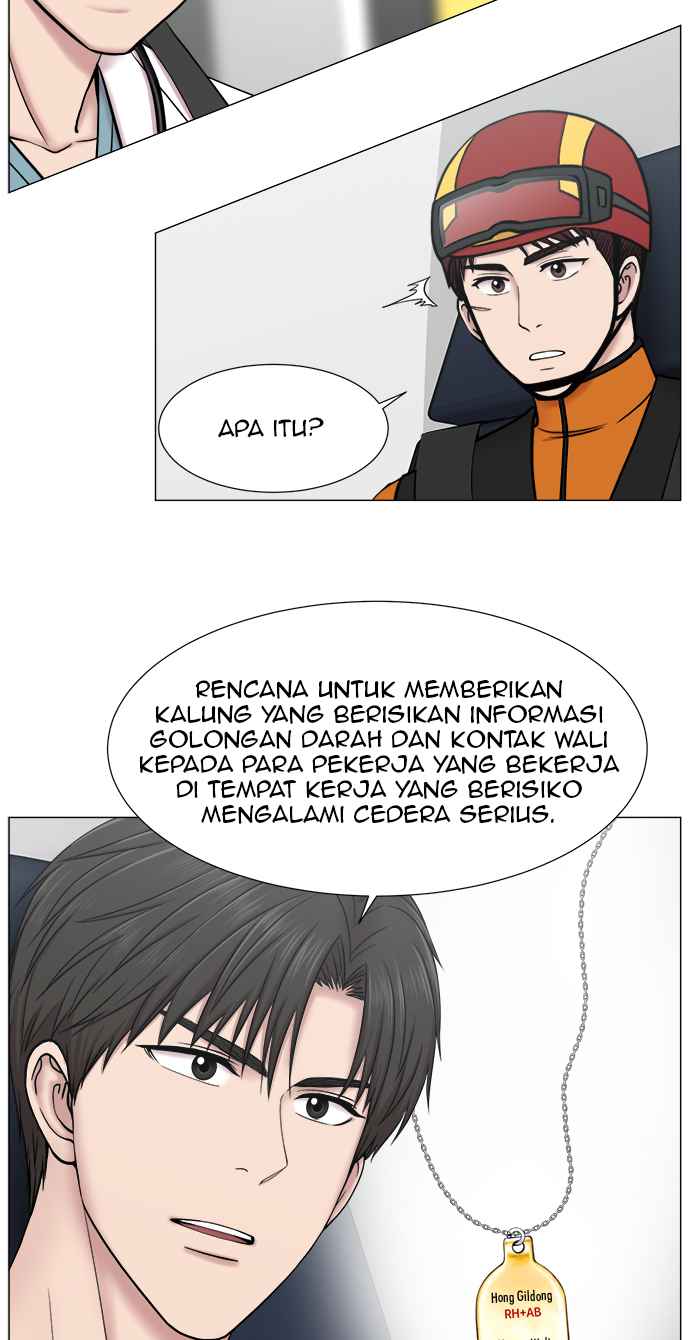 APA ITU?
RENCANA UNTUK MEMBERIKAN
KALUNG YANG BERISIKAN INFORMASI
GOLONGAN DARAH DAN KONTAK WALI
KEPADA PARA PEKERJA YANG BEKERJA
DI TEMPAT KERJA YANG BERISIKO
MENGALAMI CEDERA SERIUS.
Hong Gildong
RH+AB